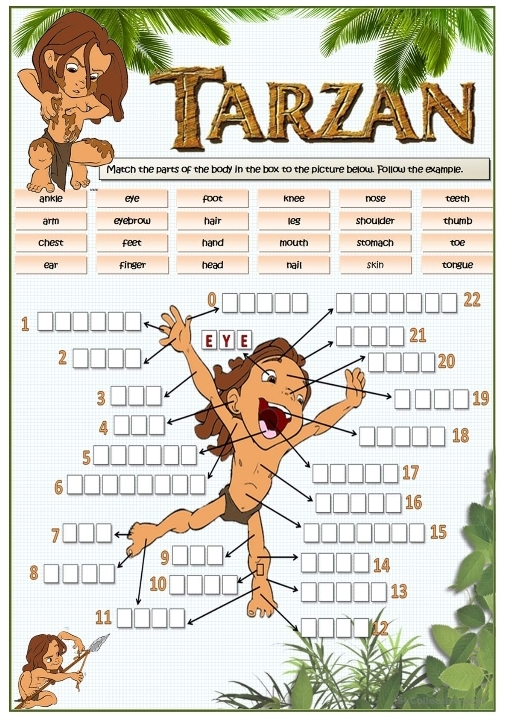 TARZAN
Match the parts of the body in the box to the picture below. Follow the example.
ankle eye foot knee nose teeth
arm eyebrow hair leg shoulder thumb
chest feet hand mouth stomach toe
ear finger head nail skin tongue
0 22
1 EYE 21
2 20
3 19
4 18
5 17
6 16
7 15
9 14
8 10 13
11 12